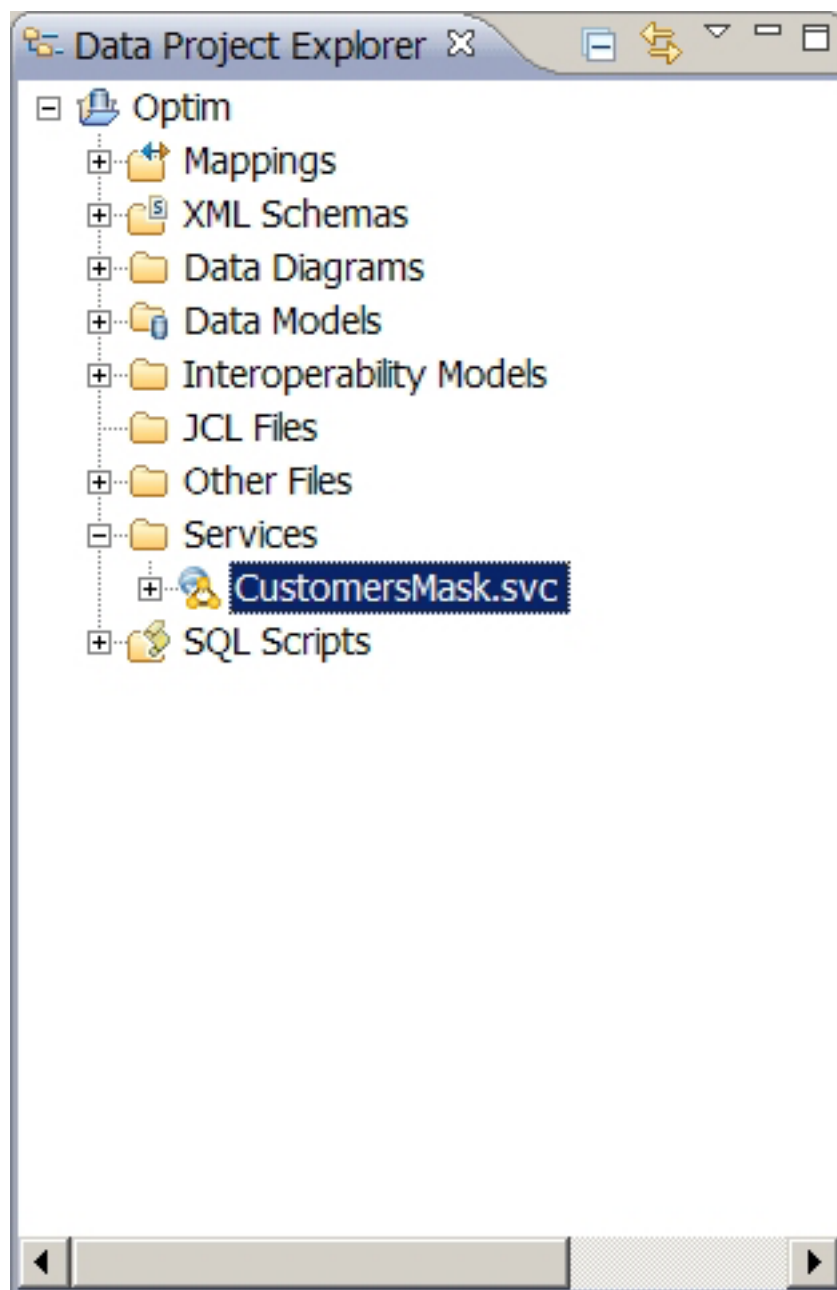 Data Project Explorer
Optim
Mappings
XML Schemas
Data Diagrams
Data Models
Interoperability Models
JCL Files
Other Files
Services
CustomersMask.svc
SQL Scripts